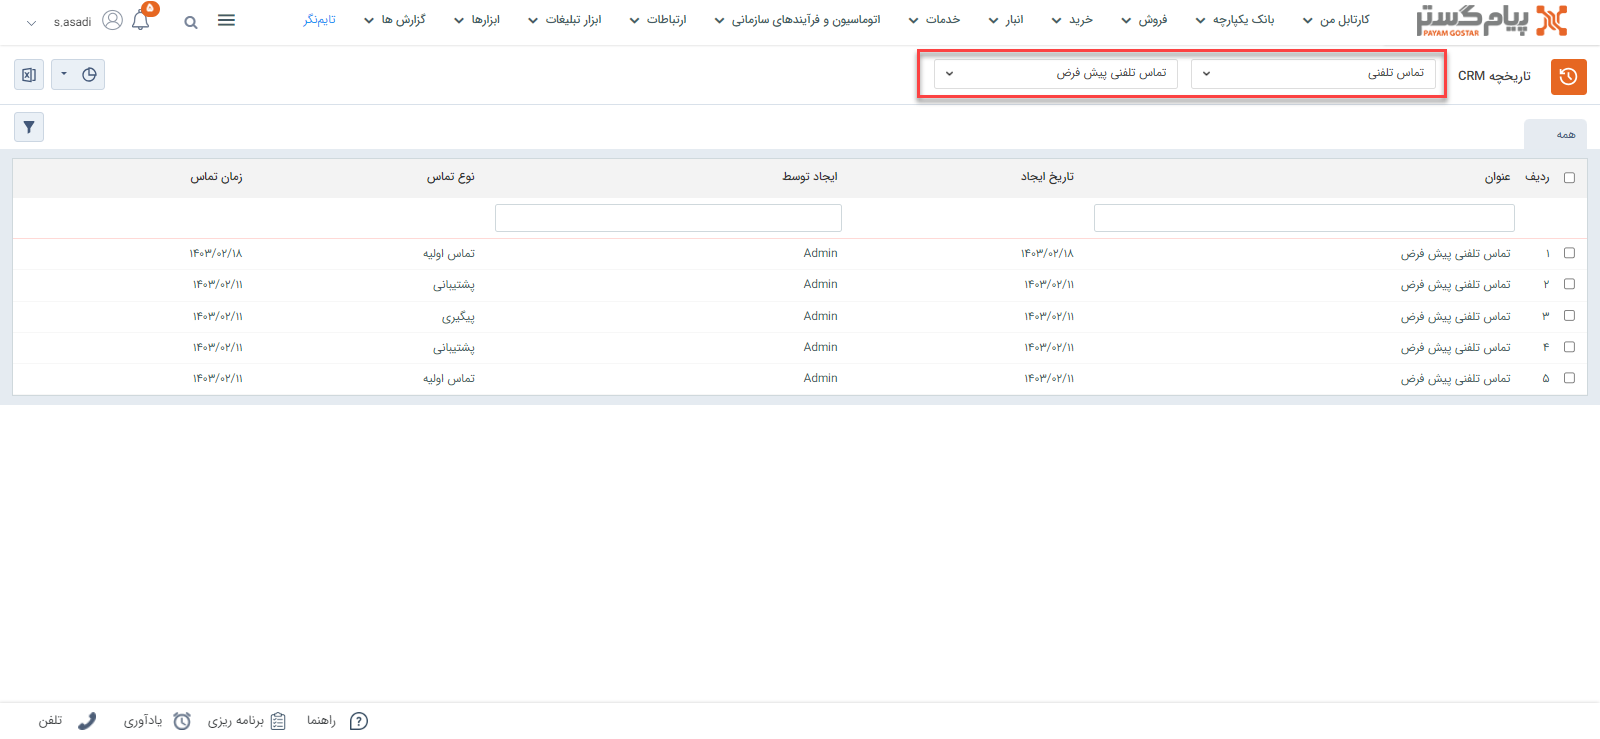 پیام گستر PAYAM GOSTAR کارتابل من بانک یکپارچه فروش خرید انبار خدمات اتوماسیون و فرآیندهای سازمانی ارتباطات ابزار تبلیغات ابزارها گزارش ها تایم‌نگر ۵ s.asadi
تاریخچه CRM تماس تلفنی تماس تلفنی پیش فرض
همه
ردیف عنوان تاریخ ایجاد ایجاد توسط نوع تماس زمان تماس
۱ تماس تلفنی پیش فرض ۱۴۰۳/۰۲/۱۸ Admin تماس اولیه ۱۴۰۳/۰۲/۱۸
۲ تماس تلفنی پیش فرض ۱۴۰۳/۰۲/۱۱ Admin پشتیبانی ۱۴۰۳/۰۲/۱۱
۳ تماس تلفنی پیش فرض ۱۴۰۳/۰۲/۱۱ Admin پیگیری ۱۴۰۳/۰۲/۱۱
۴ تماس تلفنی پیش فرض ۱۴۰۳/۰۲/۱۱ Admin پشتیبانی ۱۴۰۳/۰۲/۱۱
۵ تماس تلفنی پیش فرض ۱۴۰۳/۰۲/۱۱ Admin تماس اولیه ۱۴۰۳/۰۲/۱۱
راهنما برنامه ریزی یادآوری تلفن